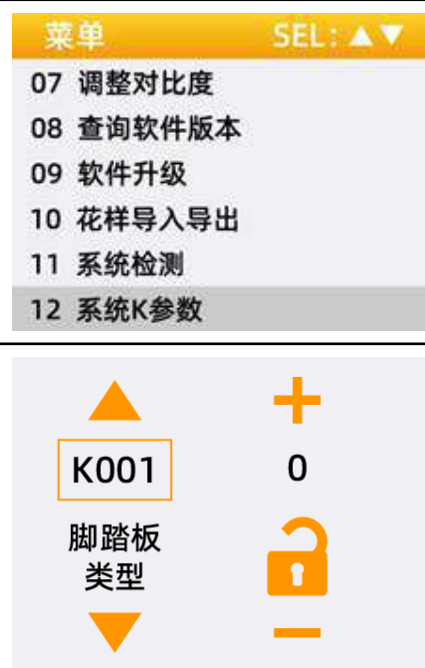 菜单 SEL:▲▼
07 调整对比度
08 查询软件版本
09 软件升级
10 花样导入导出
11 系统检测
12 系统K参数
K001 0
脚踏板
类型